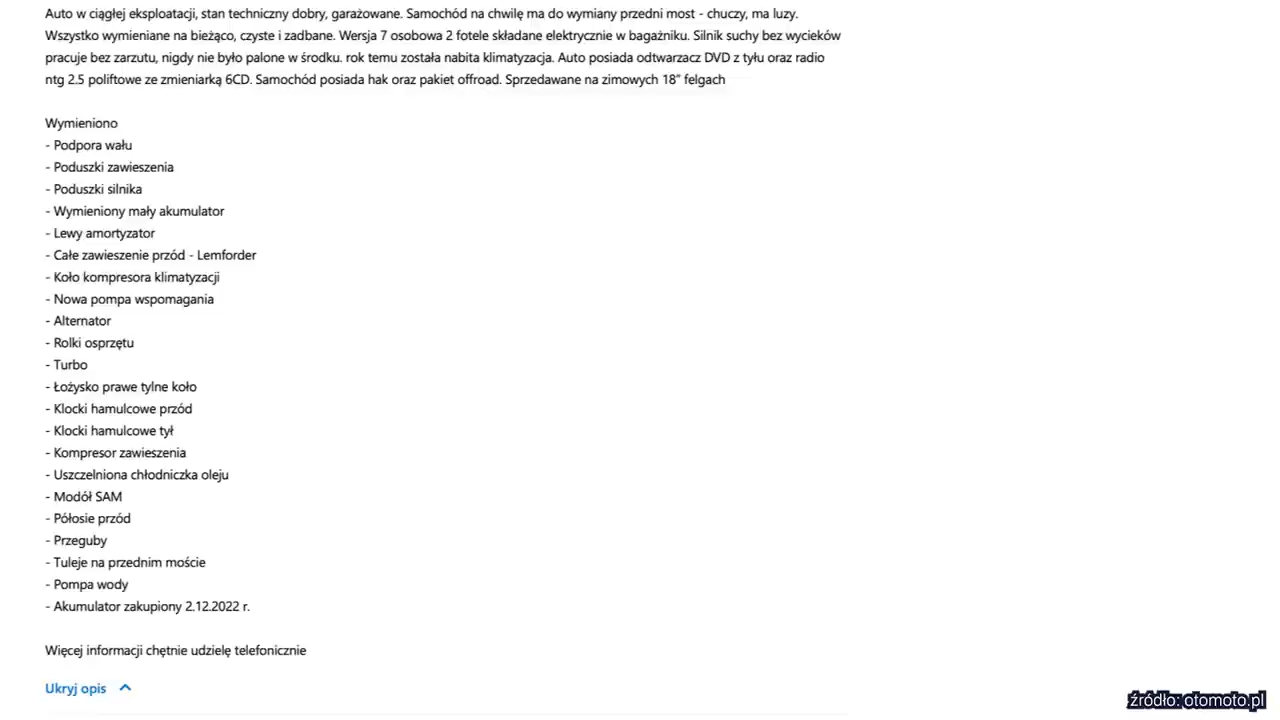 Auto w ciągłej eksploatacji, stan techniczny dobry, garażowane. Samochód na chwilę ma do wymiany przedni most - chuczy, ma luzy.
Wszystko wymieniane na bieżąco, czyste i zadbane. Wersja 7 osobowa 2 fotele składane elektrycznie w bagażniku. Silnik suchy bez wycieków
pracuje bez zarzutu, nigdy nie było palone w środku. rok temu została nabita klimatyzacja. Auto posiada odtwarzacz DVD z tyłu oraz radio
ntg 2.5 poliftowe ze zmieniarką 6CD. Samochód posiada hak oraz pakiet offroad. Sprzedawane na zimowych 18" felgach
Wymieniono
- Podpora wału
- Poduszki zawieszenia
- Poduszki silnika
- Wymieniony mały akumulator
- Lewy amortyzator
- Całe zawieszenie przód - Lemforder
- Koło kompresora klimatyzacji
- Nowa pompa wspomagania
- Alternator
- Rolki osprzętu
- Turbo
- Łożysko prawe tylne koło
- Klocki hamulcowe przód
- Klocki hamulcowe tył
- Kompresor zawieszenia
- Uszczelniona chłodniczka oleju
- Modół SAM
- Półosie przód
- Przeguby
- Tuleje na przednim moście
- Pompa wody
- Akumulator zakupiony 2.12.2022 r.
Więcej informacji chętnie udzielę telefonicznie
Ukryj opis
źródło: otomoto.pl